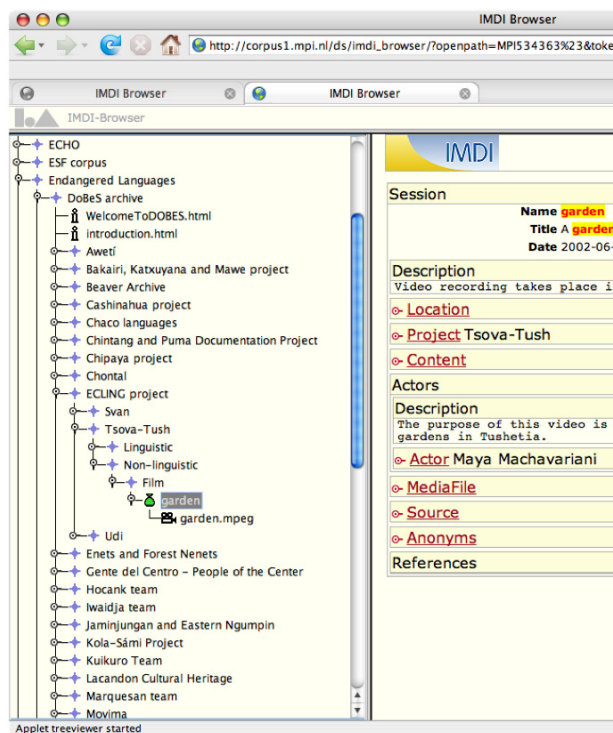 IMDI Browser
http://corpus1.mpi.nl/ds/imdi_browser/?openpath=MPI534363%23&toke
IMDI Browser
IMDI Browser
IMDI-Browser
ECHO
ESF corpus
Endangered Languages
DoBeS archive
WelcomeToDOBES.html
introduction.html
Awetí
Bakairi, Katxuyana and Mawe project
Beaver Archive
Cashinahua project
Chaco languages
Chintang and Puma Documentation Project
Chipaya project
Chontal
ECLING project
Svan
Tsova-Tush
Linguistic
Non-linguistic
Film
garden
garden.mpeg
Udi
Enets and Forest Nenets
Gente del Centro - People of the Center
Hocank team
Iwaidja team
Jaminjungan and Eastern Ngumpin
Kola-Sámi Project
Kuikuro Team
Lacandon Cultural Heritage
Marquesan team
Movima
Applet treeviewer started
IMDI
Session
Name garden
Title A garden
Date 2002-06-
Description
Video recording takes place i
Location
Project Tsova-Tush
Content
Actors
Description
The purpose of this video is
gardens in Tushetia.
Actor Maya Machavariani
MediaFile
Source
Anonyms
References